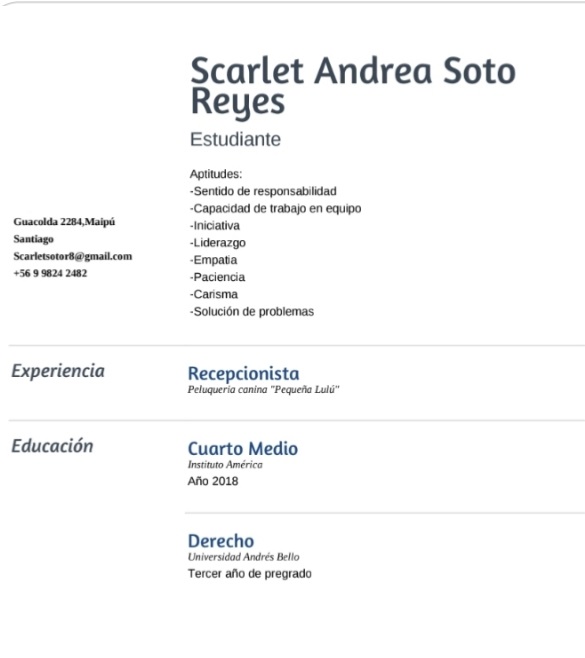 Scarlet Andrea Soto
Reyes
Estudiante
Aptitudes:
-Sentido de responsabilidad
-Capacidad de trabajo en equipo
-Iniciativa
-Liderazgo
-Empatia
-Paciencia
-Carisma
-Solución de problemas
Guacolda 2284,Maipú
Santiago
Scarletsotor8@gmail.com
+56 9 9824 2482
Experiencia
Recepcionista
Peluquería canina "Pequeña Lulú"
Educación
Cuarto Medio
Instituto América
Año 2018
Derecho
Universidad Andrés Bello
Tercer año de pregrado